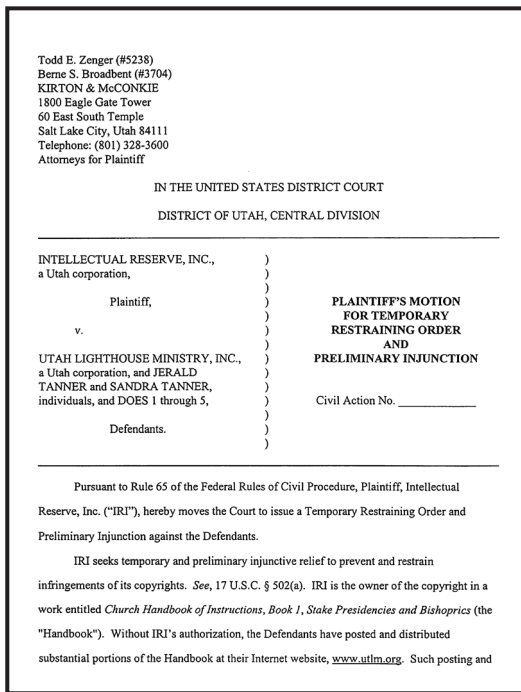 Todd E. Zenger (#5238)
Berne S. Broadbent (#3704)
KIRTON & McCONKIE
1800 Eagle Gate Tower
60 East South Temple
Salt Lake City, Utah 84111
Telephone: (801) 328-3600
Attorneys for Plaintiff
IN THE UNITED STATES DISTRICT COURT
DISTRICT OF UTAH, CENTRAL DIVISION
INTELLECTUAL RESERVE, INC., )
a Utah corporation, )
)
Plaintiff, ) PLAINTIFF'S MOTION
) FOR TEMPORARY
v. ) RESTRAINING ORDER
) AND
UTAH LIGHTHOUSE MINISTRY, INC., ) PRELIMINARY INJUNCTION
a Utah corporation, and JERALD )
TANNER and SANDRA TANNER, )
individuals, and DOES 1 through 5, ) Civil Action No. ____________
)
Defendants. )
)
Pursuant to Rule 65 of the Federal Rules of Civil Procedure, Plaintiff, Intellectual
Reserve, Inc. ("IRI"), hereby moves the Court to issue a Temporary Restraining Order and
Preliminary Injunction against the Defendants.
IRI seeks temporary and preliminary injunctive relief to prevent and restrain
infringements of its copyrights. See, 17 U.S.C. § 502(a). IRI is the owner of the copyright in a
work entitled Church Handbook of Instructions, Book 1, Stake Presidencies and Bishoprics (the
"Handbook"). Without IRI's authorization, the Defendants have posted and distributed
substantial portions of the Handbook at their Internet website, www.utlm.org. Such posting and